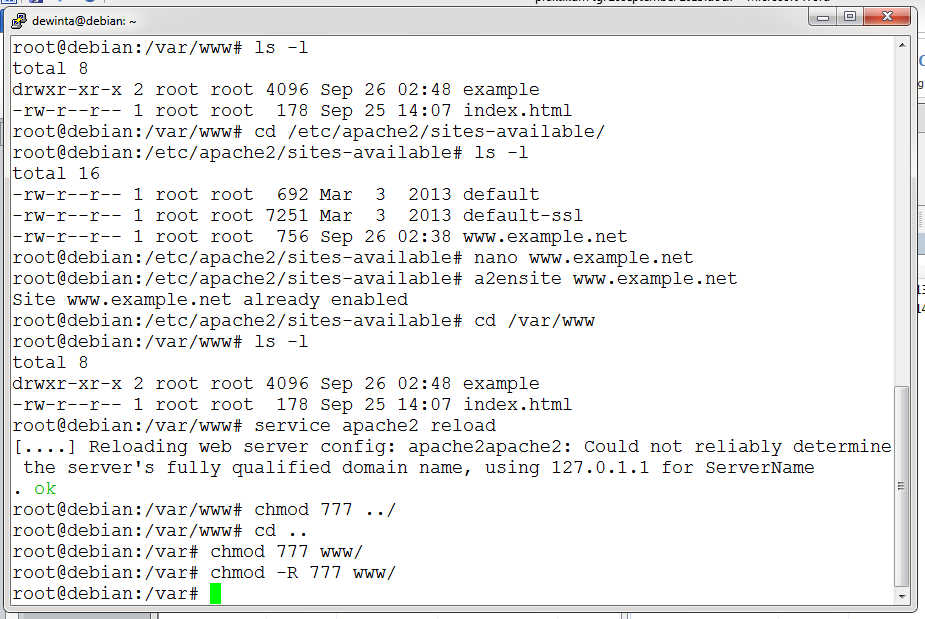 dewinta@debian: ~
root@debian:/var/www# ls -l
total 8
drwxr-xr-x 2 root root 4096 Sep 26 02:48 example
-rw-r--r-- 1 root root  178 Sep 25 14:07 index.html
root@debian:/var/www# cd /etc/apache2/sites-available/
root@debian:/etc/apache2/sites-available# ls -l
total 16
-rw-r--r-- 1 root root  692 Mar  3  2013 default
-rw-r--r-- 1 root root 7251 Mar  3  2013 default-ssl
-rw-r--r-- 1 root root  756 Sep 26 02:38 www.example.net
root@debian:/etc/apache2/sites-available# nano www.example.net
root@debian:/etc/apache2/sites-available# a2ensite www.example.net
Site www.example.net already enabled
root@debian:/etc/apache2/sites-available# cd /var/www
root@debian:/var/www# ls -l
total 8
drwxr-xr-x 2 root root 4096 Sep 26 02:48 example
-rw-r--r-- 1 root root  178 Sep 25 14:07 index.html
root@debian:/var/www# service apache2 reload
[....] Reloading web server config: apache2apache2: Could not reliably determine
 the server's fully qualified domain name, using 127.0.1.1 for ServerName
. ok
root@debian:/var/www# chmod 777 ../
root@debian:/var/www# cd ..
root@debian:/var# chmod 777 www/
root@debian:/var# chmod -R 777 www/
root@debian:/var#